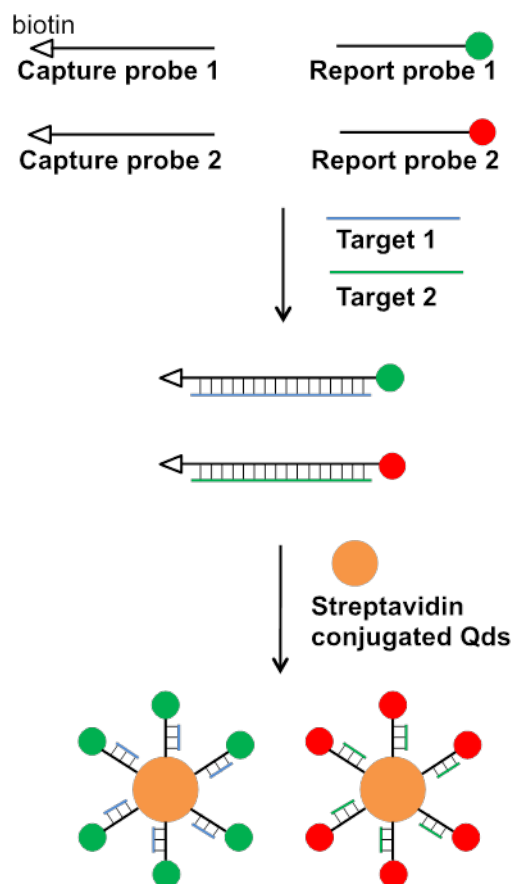 biotin
Capture probe 1
Report probe 1
Capture probe 2
Report probe 2
Target 1
Target 2
Streptavidin
conjugated Qds